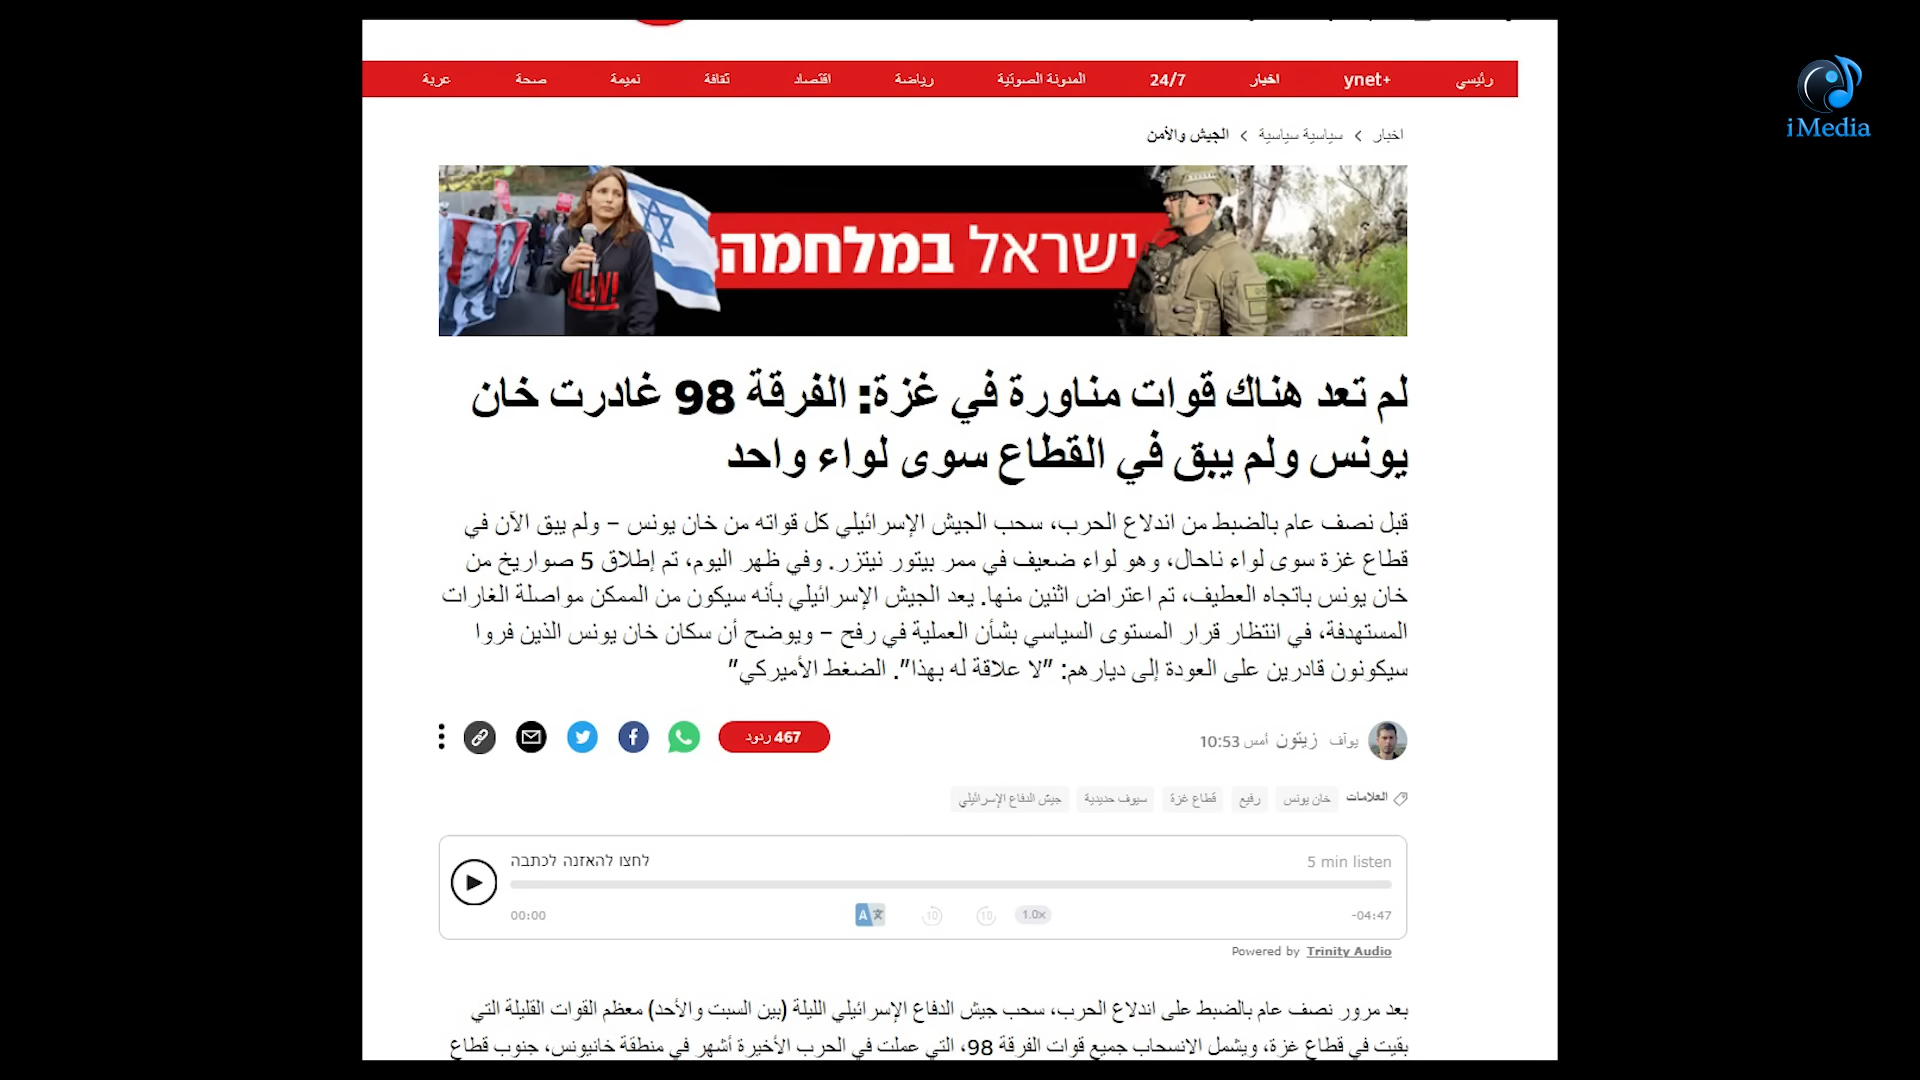 رئيسي
ynet+
اخبار
24/7
المدونة الصوتية
رياضة
اقتصاد
ثقافة
نميمة
صحة
عربة
iMedia
اخبار > سياسية سياسية > الجيش والأمن
ישראל במלחמה
لم تعد هناك قوات مناورة في غزة: الفرقة 98 غادرت خان
يونس ولم يبق في القطاع سوى لواء واحد
قبل نصف عام بالضبط من اندلاع الحرب، سحب الجيش الإسرائيلي كل قواته من خان يونس – ولم يبق الآن في
قطاع غزة سوى لواء ناحال، وهو لواء ضعيف في ممر بيتور نيتزر. وفي ظهر اليوم، تم إطلاق 5 صواريخ من
خان يونس باتجاه العطيف، تم اعتراض اثنين منها. يعد الجيش الإسرائيلي بأنه سيكون من الممكن مواصلة الغارات
المستهدفة، في انتظار قرار المستوى السياسي بشأن العملية في رفح – ويوضح أن سكان خان يونس الذين فروا
سيكونون قادرين على العودة إلى ديارهم: "لا علاقة له بهذا". الضغط الأميركي"
يوآف زيتون أمس 10:53
467 ردود
العلامات
خان يونس
رفيع
قطاع غزة
سيوف حديدية
جيش الدفاع الإسرائيلي
לחצו להאזנה לכתבה
5 min listen
00:00
10
10
1.0x
-04:47
Powered by Trinity Audio
بعد مرور نصف عام بالضبط على اندلاع الحرب، سحب جيش الدفاع الإسرائيلي الليلة (بين السبت والأحد) معظم القوات القليلة التي
بقيت في قطاع غزة، ويشمل الانسحاب جميع قوات الفرقة 98، التي عملت في الحرب الأخيرة أشهر في منطقة خانيونس، جنوب قطاع